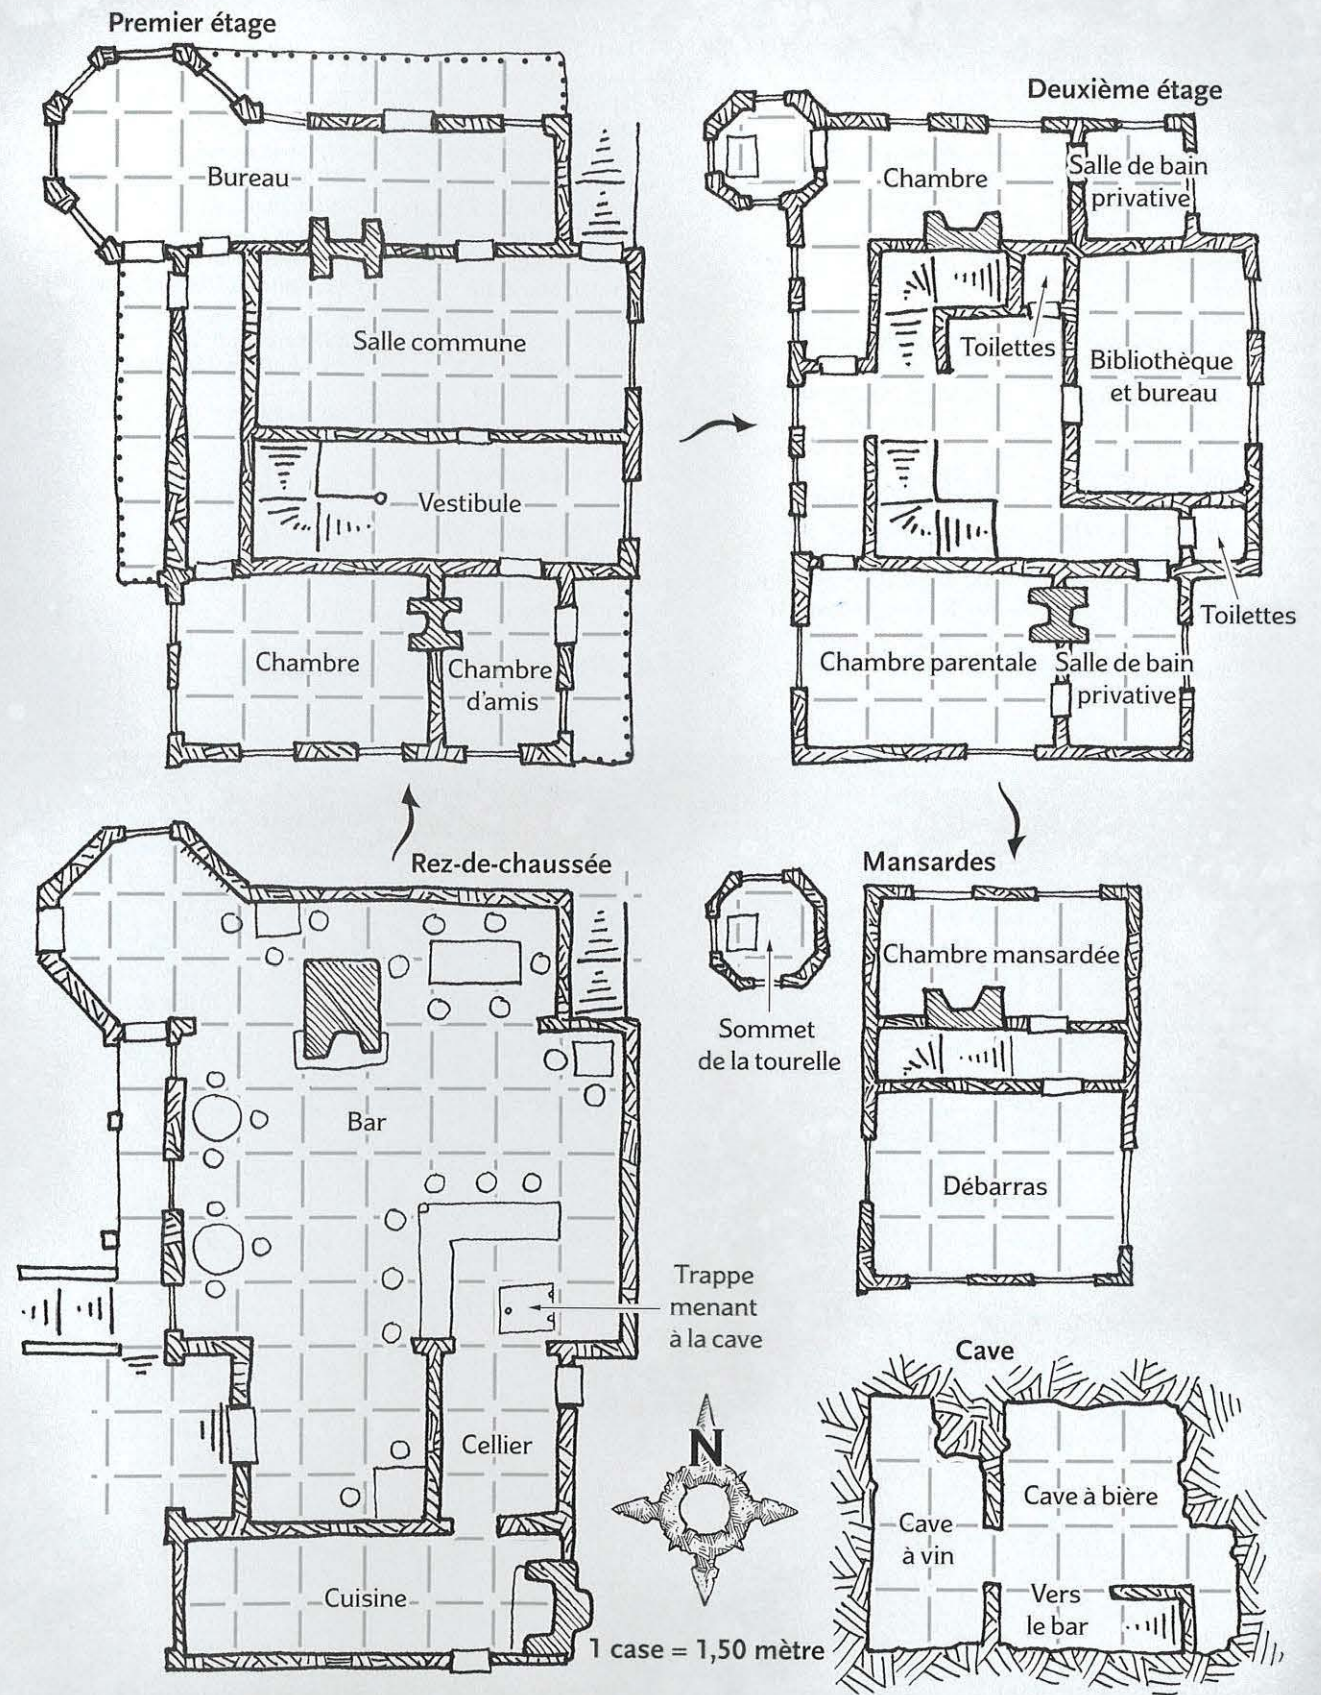 Premier étage
Bureau
Salle commune
Vestibule
Chambre
Chambre
d'amis
Deuxième étage
Chambre
Salle de bain
privative
Toilettes
Bibliothèque
et bureau
Toilettes
Chambre parentale
Salle de bain
privative
Rez-de-chaussée
Bar
Trappe
menant
à la cave
Cellier
Cuisine
Mansardes
Chambre mansardée
Débarras
Sommet
de la tourelle
N
1 case = 1,50 mètre
Cave
Cave à bière
Cave
à vin
Vers
le bar